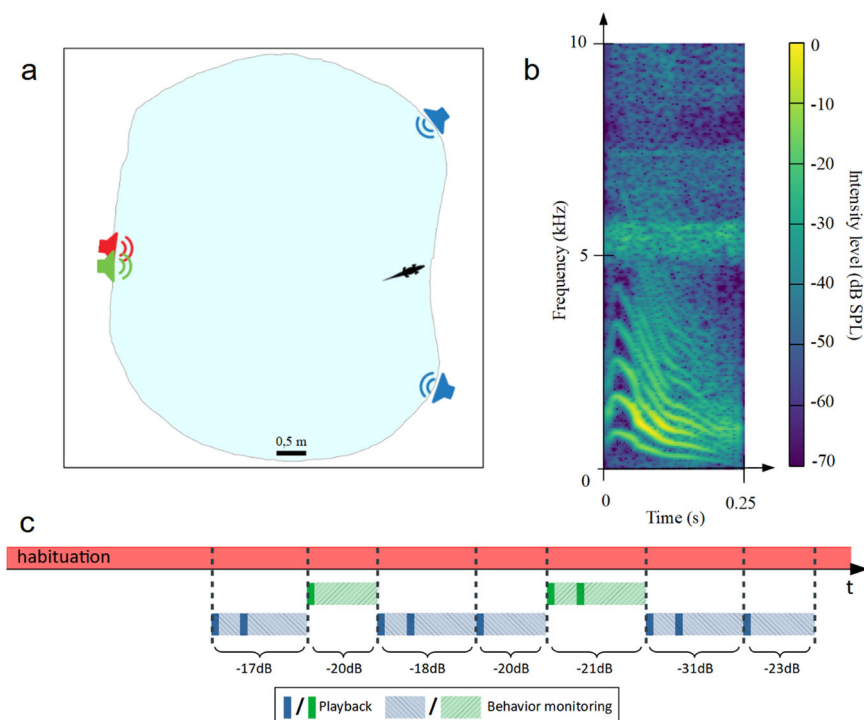 a
0,5 m
b
10
5
0
Frequency (kHz)
0
0.25
Time (s)
0
-10
-20
-30
-40
-50
-60
-70
Intensity level (dB SPL)
c
habituation
t
-17dB
-20dB
-18dB
-20dB
-21dB
-31dB
-23dB
/ Playback / Behavior monitoring